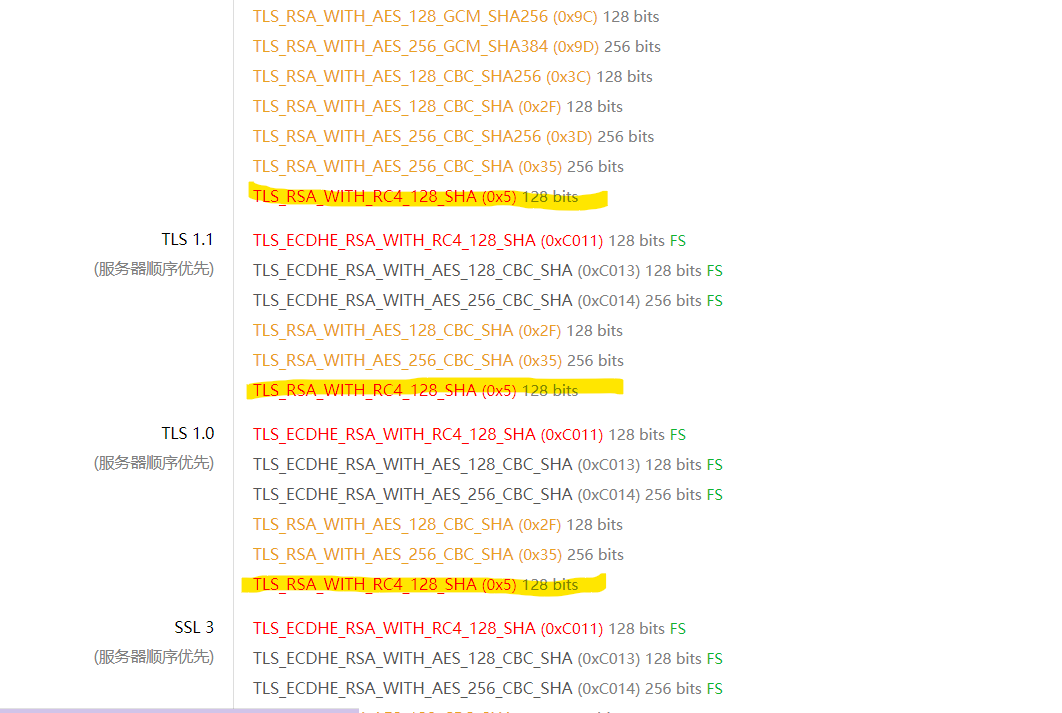 TLS_RSA_WITH_AES_128_GCM_SHA256 (0x9C) 128 bits
TLS_RSA_WITH_AES_256_GCM_SHA384 (0x9D) 256 bits
TLS_RSA_WITH_AES_128_CBC_SHA256 (0x3C) 128 bits
TLS_RSA_WITH_AES_128_CBC_SHA (0x2F) 128 bits
TLS_RSA_WITH_AES_256_CBC_SHA256 (0x3D) 256 bits
TLS_RSA_WITH_AES_256_CBC_SHA (0x35) 256 bits
TLS_RSA_WITH_RC4_128_SHA (0x5) 128 bits
TLS 1.1 TLS_ECDHE_RSA_WITH_RC4_128_SHA (0xC011) 128 bits FS
(服务器顺序优先) TLS_ECDHE_RSA_WITH_AES_128_CBC_SHA (0xC013) 128 bits FS
TLS_ECDHE_RSA_WITH_AES_256_CBC_SHA (0xC014) 256 bits FS
TLS_RSA_WITH_AES_128_CBC_SHA (0x2F) 128 bits
TLS_RSA_WITH_AES_256_CBC_SHA (0x35) 256 bits
TLS_RSA_WITH_RC4_128_SHA (0x5) 128 bits
TLS 1.0 TLS_ECDHE_RSA_WITH_RC4_128_SHA (0xC011) 128 bits FS
(服务器顺序优先) TLS_ECDHE_RSA_WITH_AES_128_CBC_SHA (0xC013) 128 bits FS
TLS_ECDHE_RSA_WITH_AES_256_CBC_SHA (0xC014) 256 bits FS
TLS_RSA_WITH_AES_128_CBC_SHA (0x2F) 128 bits
TLS_RSA_WITH_AES_256_CBC_SHA (0x35) 256 bits
TLS_RSA_WITH_RC4_128_SHA (0x5) 128 bits
SSL 3 TLS_ECDHE_RSA_WITH_RC4_128_SHA (0xC011) 128 bits FS
(服务器顺序优先) TLS_ECDHE_RSA_WITH_AES_128_CBC_SHA (0xC013) 128 bits FS
TLS_ECDHE_RSA_WITH_AES_256_CBC_SHA (0xC014) 256 bits FS